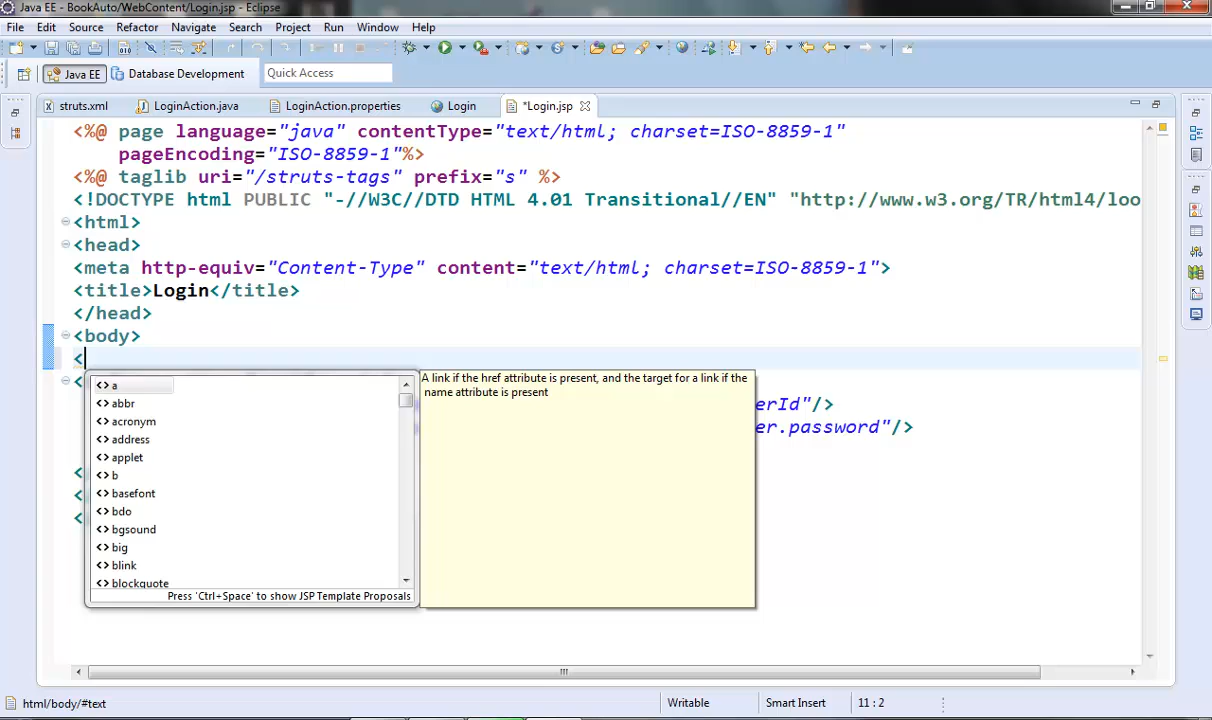 Java EE - BookAuto/WebContent/Login.jsp - Eclipse
File Edit Source Refactor Navigate Search Project Run Window Help
Java EE Database Development Quick Access
struts.xml LoginAction.java LoginAction.properties Login *Login.jsp
<%@ page language="java" contentType="text/html; charset=ISO-8859-1"
pageEncoding="ISO-8859-1"%>
<%@ taglib uri="/struts-tags" prefix="s" %>
<!DOCTYPE html PUBLIC "-//W3C//DTD HTML 4.01 Transitional//EN" "http://www.w3.org/TR/html4/loo
<html>
<head>
<meta http-equiv="Content-Type" content="text/html; charset=ISO-8859-1">
<title>Login</title>
</head>
<body>
<
<
erId"/>
er.password"/>
<
<
<
<> a
<> abbr
<> acronym
<> address
<> applet
<> b
<> basefont
<> bdo
<> bgsound
<> big
<> blink
<> blockquote
Press 'Ctrl+Space' to show JSP Template Proposals
A link if the href attribute is present, and the target for a link if the
name attribute is present
html/body/#text Writable Smart Insert 11 : 2